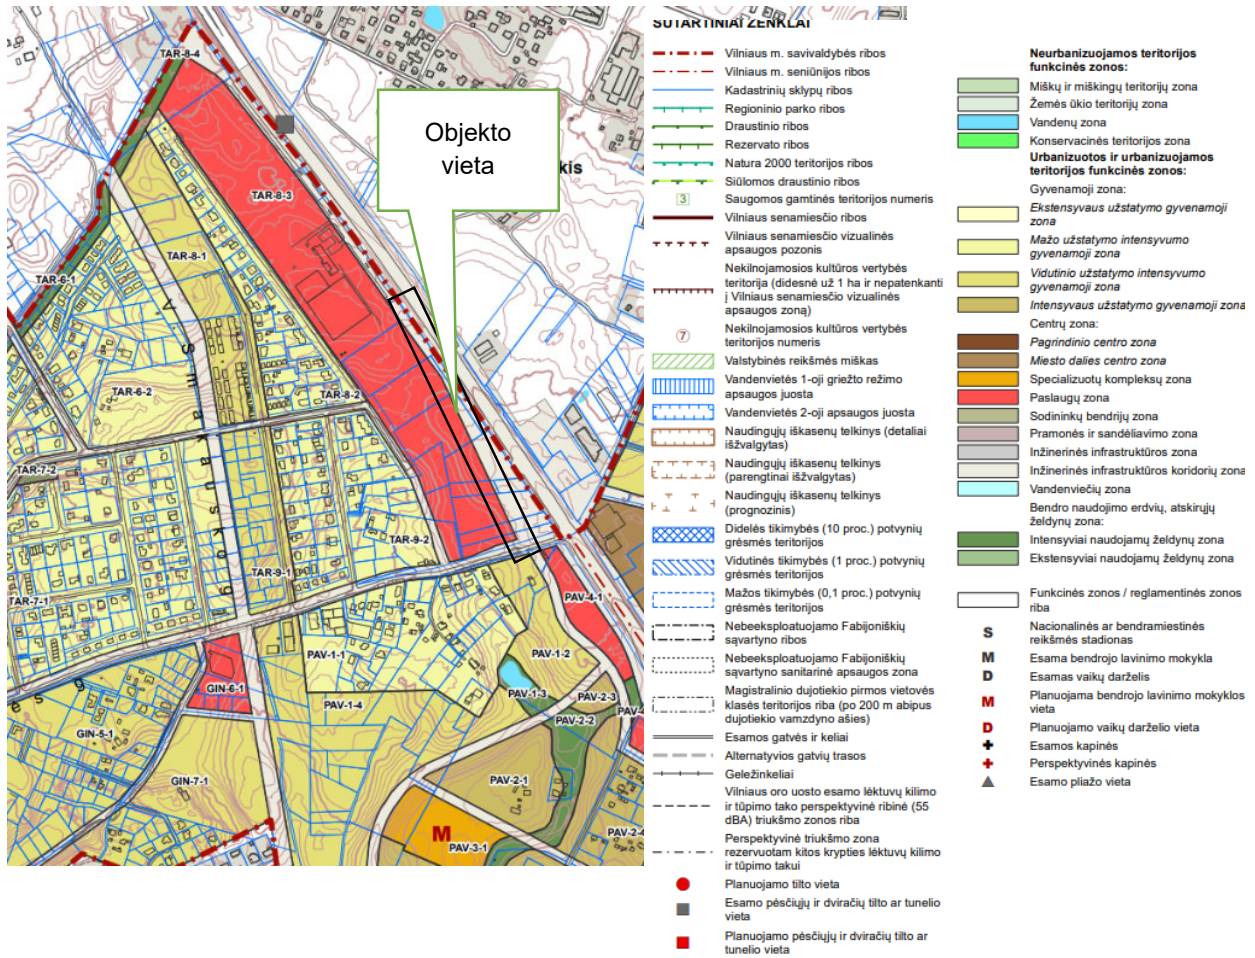 TAR-8-4
Objekto
vieta
kis
TAR-8-3
TAR-8-1
TAR-6-1
A. Smakausko g.
TAR-6-2
TAR-8-2
TAR-7-2
TAR-9-2
TAR-9-1
TAR-7-1
PAV-4-1
PAV-1-1
PAV-1-2
GIN-6-1
PAV-1-3
PAV-2-3
PAV-1-4
PAV-2-2
GIN-5-1
GIN-7-1
PAV-2-1
M
PAV-3-1
SUTARTINIAI ŽENKLAI
Vilniaus m. savivaldybės ribos
Vilniaus m. seniūnijos ribos
Kadastrinių sklypų ribos
Regioninio parko ribos
Draustinio ribos
Rezervato ribos
Natura 2000 teritorijos ribos
Siūlomos draustinio ribos
3
Saugomos gamtinės teritorijos numeris
Vilniaus senamiesčio ribos
Vilniaus senamiesčio vizualinės
apsaugos pozonis
Nekilnojamosios kultūros vertybės
teritorija (didesnė už 1 ha ir nepatenkanti
į Vilniaus senamiesčio vizualinės
apsaugos zoną)
7
Nekilnojamosios kultūros vertybės
teritorijos numeris
Valstybinės reikšmės miškas
Vandenvietės 1-oji griežto režimo
apsaugos juosta
Vandenvietės 2-oji apsaugos juosta
Naudingųjų iškasenų telkinys (detaliai
išžvalgytas)
Naudingųjų iškasenų telkinys
(parengtinai išžvalgytas)
Naudingųjų iškasenų telkinys
(prognozinis)
Didelės tikimybės (10 proc.) potvynių
grėsmės teritorijos
Vidutinės tikimybės (1 proc.) potvynių
grėsmės teritorijos
Mažos tikimybės (0,1 proc.) potvynių
grėsmės teritorijos
Nebeeksploatuojamo Fabijoniškių
sąvartyno ribos
Nebeeksploatuojamo Fabijoniškių
sąvartyno sanitarinė apsaugos zona
Magistralinio dujotiekio pirmos vietovės
klasės teritorijos riba (po 200 m abipus
dujotiekio vamzdyno ašies)
Esamos gatvės ir keliai
Alternatyvios gatvių trasos
Geležinkeliai
Vilniaus oro uosto esamo lėktuvų kilimo
ir tūpimo tako perspektyvinė ribinė (55
dBA) triukšmo zonos riba
Perspektyvinė triukšmo zona
rezervuotam kitos krypties lėktuvų kilimo
ir tūpimo takui
Planuojamo tilto vieta
Esamo pėsčiųjų ir dviračių tilto ar tunelio
vieta
Planuojamo pėsčiųjų ir dviračių tilto ar
tunelio vieta
Neurbanizuojamos teritorijos
funkcinės zonos:
Miškų ir miškingų teritorijų zona
Žemės ūkio teritorijų zona
Vandenų zona
Konservacinės teritorijos zona
Urbanizuotos ir urbanizuojamos
teritorijos funkcinės zonos:
Gyvenamoji zona:
Ekstensyvaus užstatymo gyvenamoji
zona
Mažo užstatymo intensyvumo
gyvenamoji zona
Vidutinio užstatymo intensyvumo
gyvenamoji zona
Intensyvaus užstatymo gyvenamoji zona
Centrų zona:
Pagrindinio centro zona
Miesto dalies centro zona
Specializuotų kompleksų zona
Paslaugų zona
Sodininkų bendrijų zona
Pramonės ir sandėliavimo zona
Inžinerinės infrastruktūros zona
Inžinerinės infrastruktūros koridorių zona
Vandenviečių zona
Bendro naudojimo erdvių, atskirųjų
želdynų zona:
Intensyviai naudojamų želdynų zona
Ekstensyviai naudojamų želdynų zona
Funkcinės zonos / reglamentinės zonos
riba
S
Nacionalinės ar bendramiestinės
reikšmės stadionas
M
Esama bendrojo lavinimo mokykla
D
Esamas vaikų darželis
M
Planuojama bendrojo lavinimo mokyklos
vieta
D
Planuojamo vaikų darželio vieta
Esamos kapinės
Perspektyvinės kapinės
Esamo pliažo vieta